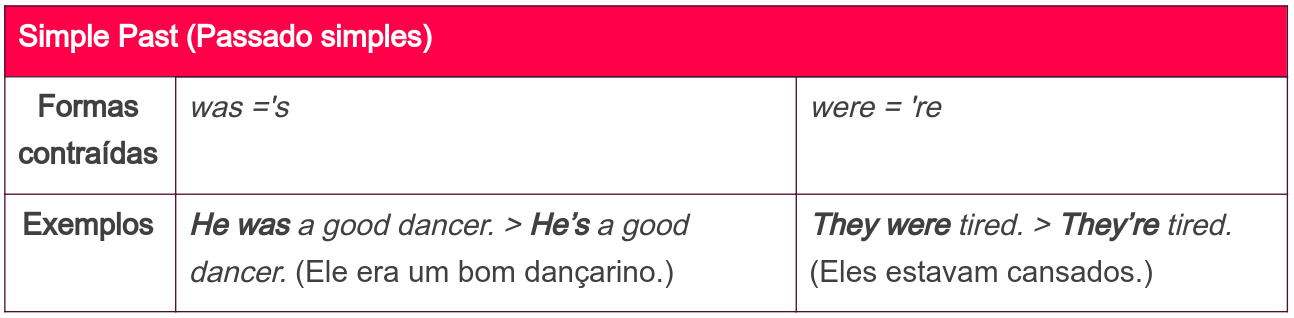 Simple Past (Passado simples)
Formas
contraídas
was ='s
were = 're
Exemplos
He was a good dancer. > He’s a good
dancer. (Ele era um bom dançarino.)
They were tired. > They’re tired.
(Eles estavam cansados.)